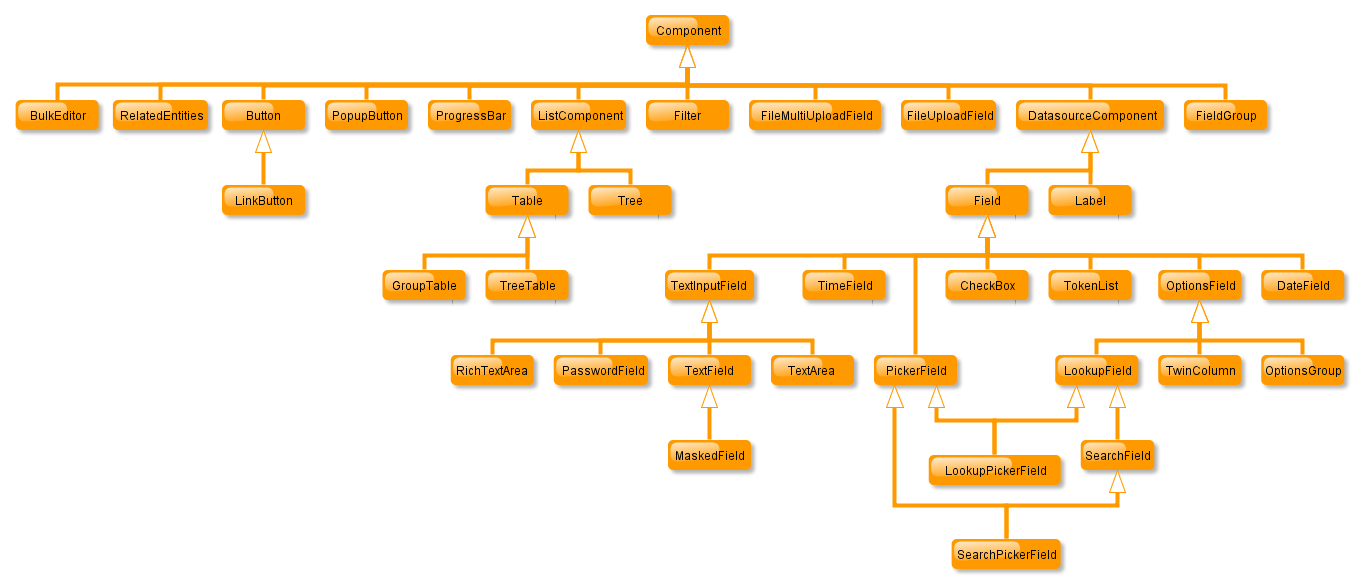 Component
BulkEditor
RelatedEntities
Button
PopupButton
ProgressBar
ListComponent
Filter
FileMultiUploadField
FileUploadField
DatasourceComponent
FieldGroup
LinkButton
Table
Tree
Field
Label
GroupTable
TreeTable
TextInputField
TimeField
CheckBox
TokenList
OptionsField
DateField
RichTextArea
PasswordField
TextField
TextArea
PickerField
LookupField
TwinColumn
OptionsGroup
MaskedField
LookupPickerField
SearchField
SearchPickerField